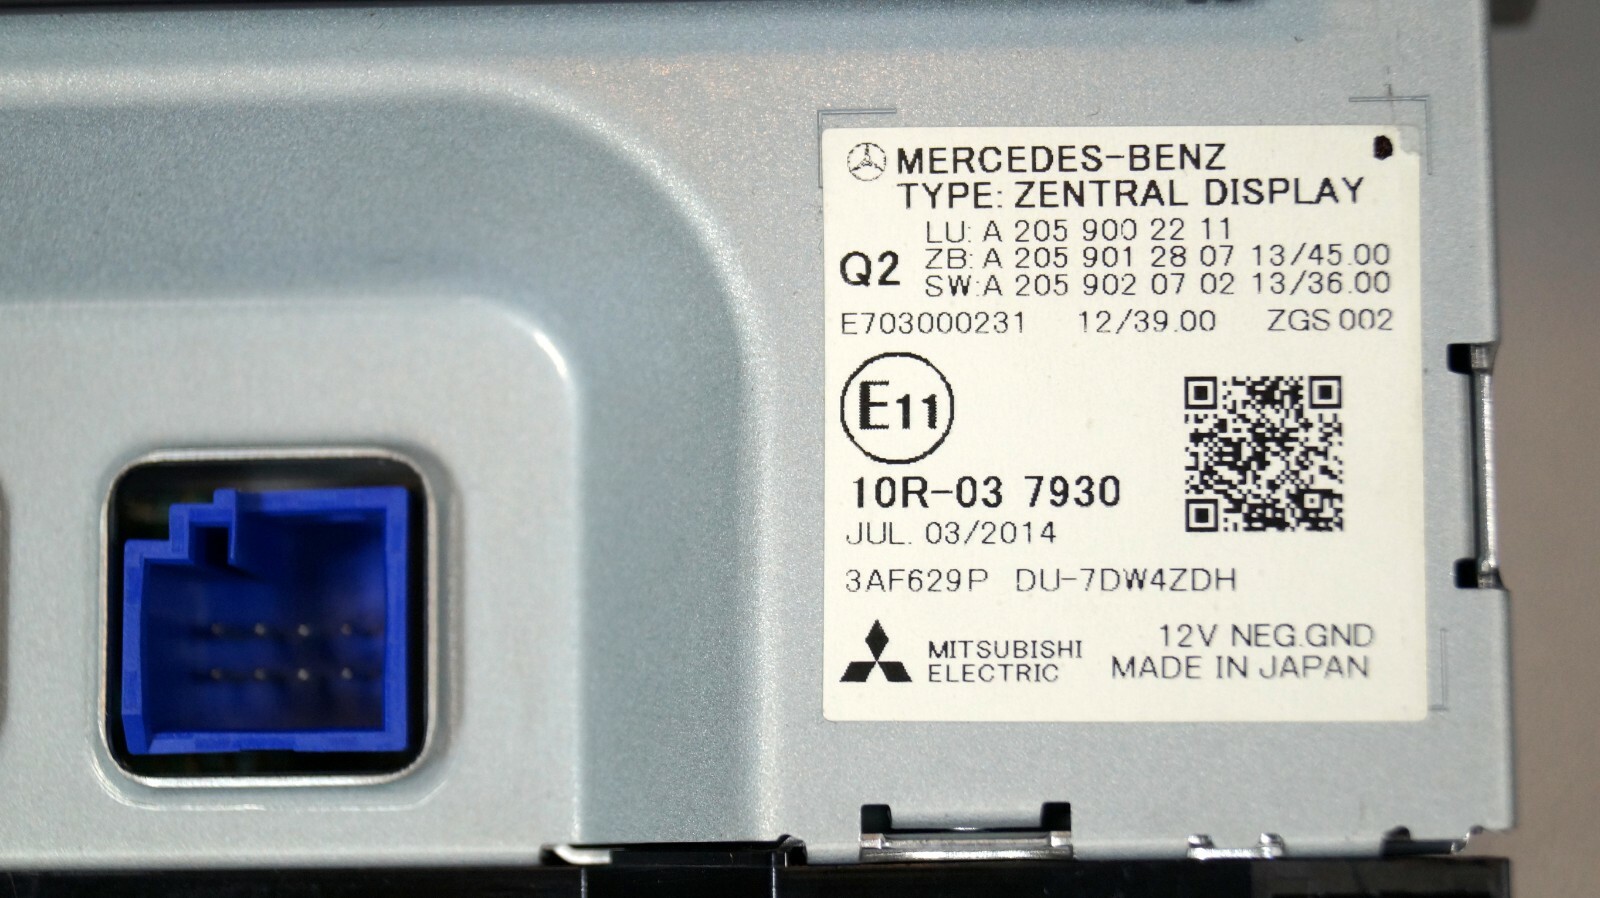 MERCEDES-BENZ
TYPE: ZENTRAL DISPLAY
LU: A 205 900 22 11
Q2 ZB: A 205 901 28 07 13/45.00
SW:A 205 902 07 02 13/36.00
E703000231 12/39.00 ZGS 002
E11
10R-03 7930
JUL. 03/2014
3AF629P DU-7DW4ZDH
MITSUBISHI
ELECTRIC
12V NEG.GND
MADE IN JAPAN